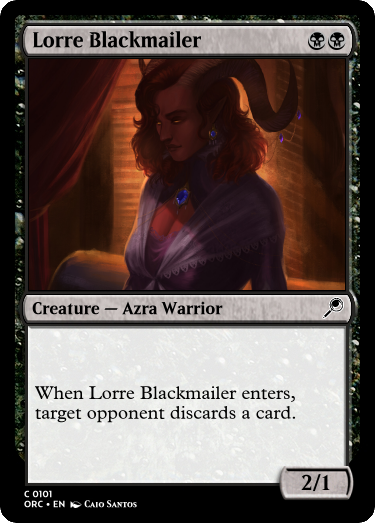 Lorre Blackmailer
Creature — Azra Warrior
When Lorre Blackmailer enters,
target opponent discards a card.
2/1
C 0101
ORC • EN Caio Santos